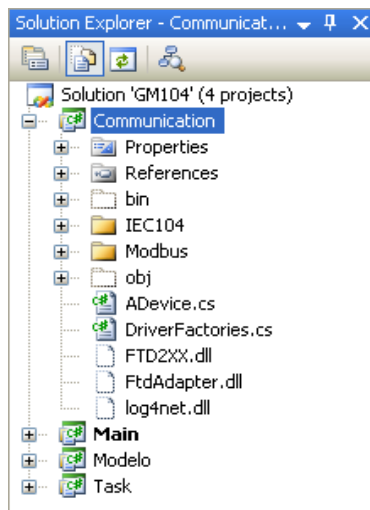 Solution Explorer - Communicat...
Solution 'GM104' (4 projects)
Communication
Properties
References
bin
IEC104
Modbus
obj
ADevice.cs
DriverFactories.cs
FTD2XX.dll
FtdAdapter.dll
log4net.dll
Main
Modelo
Task